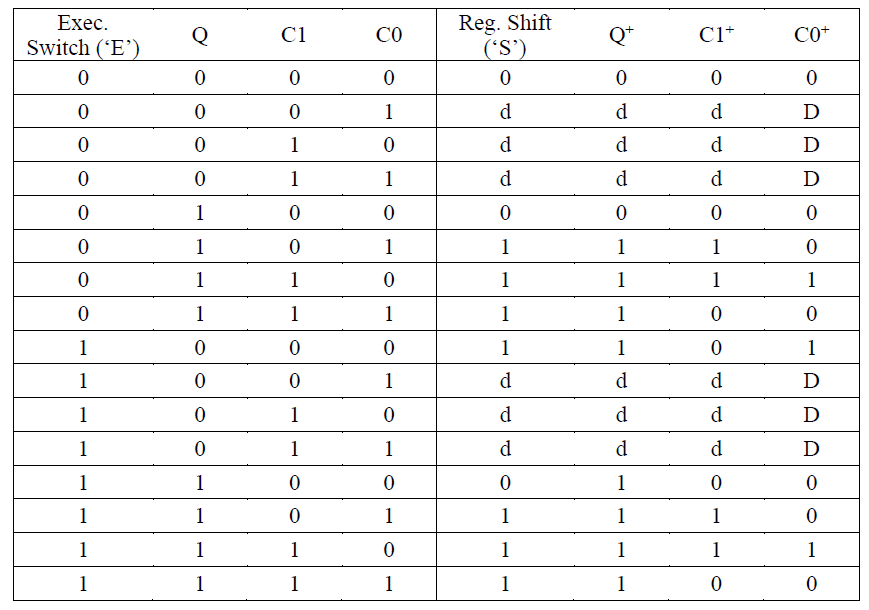 Exec. Switch (‘E’) Q C1 C0 Reg. Shift (‘S’) Q⁺ C1⁺ C0⁺
0 0 0 0 0 0 0 0
0 0 0 1 d d d D
0 0 1 0 d d d D
0 0 1 1 d d d D
0 1 0 0 0 0 0 0
0 1 0 1 1 1 1 0
0 1 1 0 1 1 1 1
0 1 1 1 1 1 0 0
1 0 0 0 1 1 0 1
1 0 0 1 d d d D
1 0 1 0 d d d D
1 0 1 1 d d d D
1 1 0 0 0 1 0 0
1 1 0 1 1 1 1 0
1 1 1 0 1 1 1 1
1 1 1 1 1 1 0 0